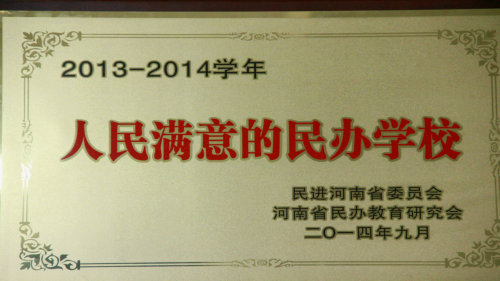 2013-2014学年
人民满意的民办学校
民进河南省委员会
河南省民办教育研究会
二〇一四年九月